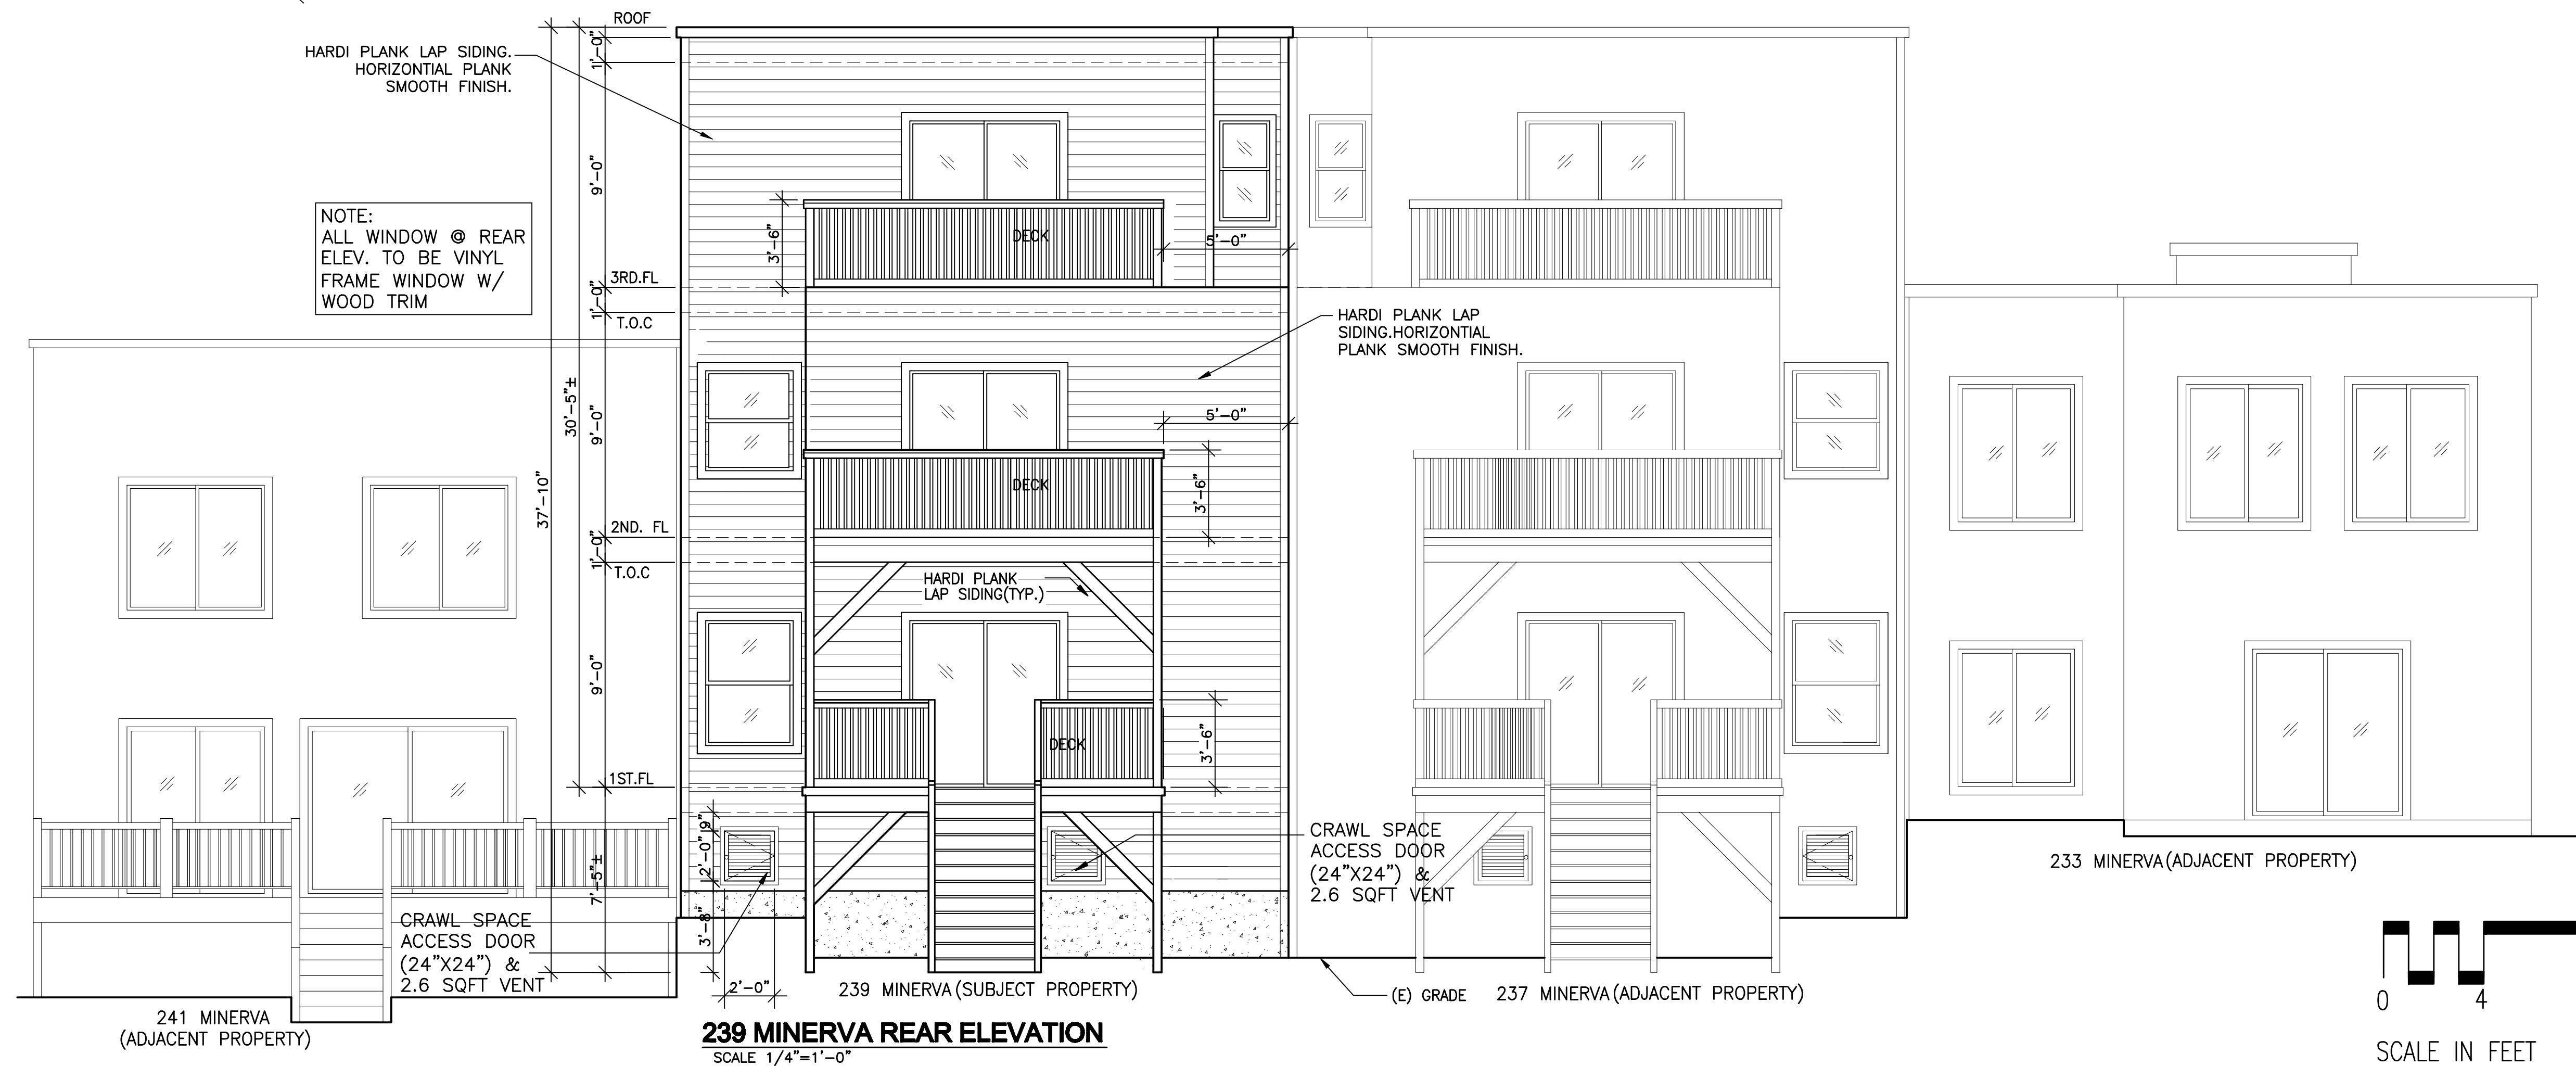 ROOF
HARDI PLANK LAP SIDING.
HORIZONTIAL PLANK
SMOOTH FINISH.
1'-0"
9'-0"
NOTE:
ALL WINDOW @ REAR
ELEV. TO BE VINYL
FRAME WINDOW W/
WOOD TRIM
3'-6"
DECK
5'-0"
3RD.FL
1'-0"
T.O.C
HARDI PLANK LAP
SIDING.HORIZONTIAL
PLANK SMOOTH FINISH.
30'-5"±
9'-0"
5'-0"
37'-10"
DECK
3'-6"
2ND. FL
1'-0"
T.O.C
HARDI PLANK
LAP SIDING(TYP.)
9'-0"
DECK
3'-6"
1ST.FL
9"
2'-0"
7'-5"±
3'-8"
CRAWL SPACE
ACCESS DOOR
(24"X24") &
2.6 SQFT VENT
CRAWL SPACE
ACCESS DOOR
(24"X24") &
2.6 SQFT VENT
2'-0"
233 MINERVA(ADJACENT PROPERTY)
239 MINERVA(SUBJECT PROPERTY)
(E) GRADE
237 MINERVA(ADJACENT PROPERTY)
241 MINERVA
(ADJACENT PROPERTY)
239 MINERVA REAR ELEVATION
SCALE 1/4"=1'-0"
0 4
SCALE IN FEET